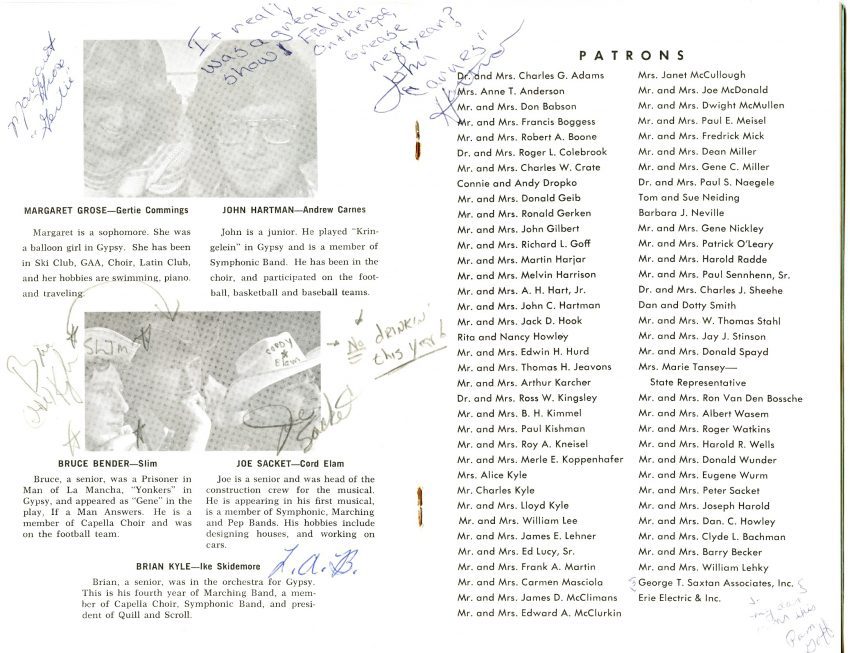 It really
was a great
show! Fiddler
on the roof,
Grease
next year?
John
"Carnes"
Hartman
Margaret
Grose
"Gertie
MARGARET GROSE—Gertie Commings
Margaret is a sophomore. She was
a balloon girl in Gypsy. She has been
in Ski Club, GAA, Choir, Latin Club,
and her hobbies are swimming, piano,
and traveling.
JOHN HARTMAN—Andrew Carnes
John is a junior. He played "Krin-
gelein" in Gypsy and is a member of
Symphonic Band. He has been in the
choir, and participated on the foot-
ball, basketball and baseball teams.
SLIM
CORDY
Elam
No DRINKIN'
this year!
Joe
Sacket
BRUCE BENDER—Slim
Bruce, a senior, was a Prisoner in
Man of La Mancha, "Yonkers" in
Gypsy, and appeared as "Gene" in the
play, If a Man Answers. He is a
member of Capella Choir and was
on the football team.
JOE SACKET—Cord Elam
Joe is a senior and was head of the
construction crew for the musical.
He is appearing in his first musical,
is a member of Symphonic, Marching
and Pep Bands. His hobbies include
designing houses, and working on
cars.
BRIAN KYLE—Ike Skidemore
L.A.B.
Brian, a senior, was in the orchestra for Gypsy.
This is his fourth year of Marching Band, a mem-
ber of Capella Choir, Symphonic Band, and presi-
dent of Quill and Scroll.
PATRONS
Dr. and Mrs. Charles G. Adams
Mrs. Anne T. Anderson
Mr. and Mrs. Don Babson
Mr. and Mrs. Francis Boggess
Mr. and Mrs. Robert A. Boone
Dr. and Mrs. Roger L. Colebrook
Mr. and Mrs. Charles W. Crate
Connie and Andy Dropko
Mr. and Mrs. Donald Geib
Mr. and Mrs. Ronald Gerken
Mr. and Mrs. John Gilbert
Mr. and Mrs. Richard L. Goff
Mr. and Mrs. Martin Harjar
Mr. and Mrs. Melvin Harrison
Mr. and Mrs. A. H. Hart, Jr.
Mr. and Mrs. John C. Hartman
Mr. and Mrs. Jack D. Hook
Rita and Nancy Howley
Mr. and Mrs. Edwin H. Hurd
Mr. and Mrs. Thomas H. Jeavons
Mr. and Mrs. Arthur Karcher
Dr. and Mrs. Ross W. Kingsley
Mr. and Mrs. B. H. Kimmel
Mr. and Mrs. Paul Kishman
Mr. and Mrs. Roy A. Kneisel
Mr. and Mrs. Merle E. Koppenhafer
Mrs. Alice Kyle
Mr. Charles Kyle
Mr. and Mrs. Lloyd Kyle
Mr. and Mrs. William Lee
Mr. and Mrs. James E. Lehner
Mr. and Mrs. Ed Lucy, Sr.
Mr. and Mrs. Frank A. Martin
Mr. and Mrs. Carmen Masciola
Mr. and Mrs. James D. McClimans
Mr. and Mrs. Edward A. McClurkin
Mrs. Janet McCullough
Mr. and Mrs. Joe McDonald
Mr. and Mrs. Dwight McMullen
Mr. and Mrs. Paul E. Meisel
Mr. and Mrs. Fredrick Mick
Mr. and Mrs. Dean Miller
Mr. and Mrs. Gene C. Miller
Dr. and Mrs. Paul S. Naegele
Tom and Sue Neiding
Barbara J. Neville
Mr. and Mrs. Gene Nickley
Mr. and Mrs. Patrick O'Leary
Mr. and Mrs. Harold Radde
Mr. and Mrs. Paul Sennhenn, Sr.
Dr. and Mrs. Charles J. Sheehe
Dan and Dotty Smith
Mr. and Mrs. W. Thomas Stahl
Mr. and Mrs. Jay J. Stinson
Mr. and Mrs. Donald Spayd
Mrs. Marie Tansey—
State Representative
Mr. and Mrs. Ron Van Den Bossche
Mr. and Mrs. Albert Wasem
Mr. and Mrs. Roger Watkins
Mr. and Mrs. Harold R. Wells
Mr. and Mrs. Donald Wunder
Mr. and Mrs. Eugene Wurm
Mr. and Mrs. Peter Sacket
Mr. and Mrs. Joseph Harold
Mr. and Mrs. Dan. C. Howley
Mr. and Mrs. Clyde L. Bachman
Mr. and Mrs. Barry Becker
Mr. and Mrs. William Lehky
George T. Saxtan Associates, Inc.
Erie Electric & Inc.
Pam
Goff